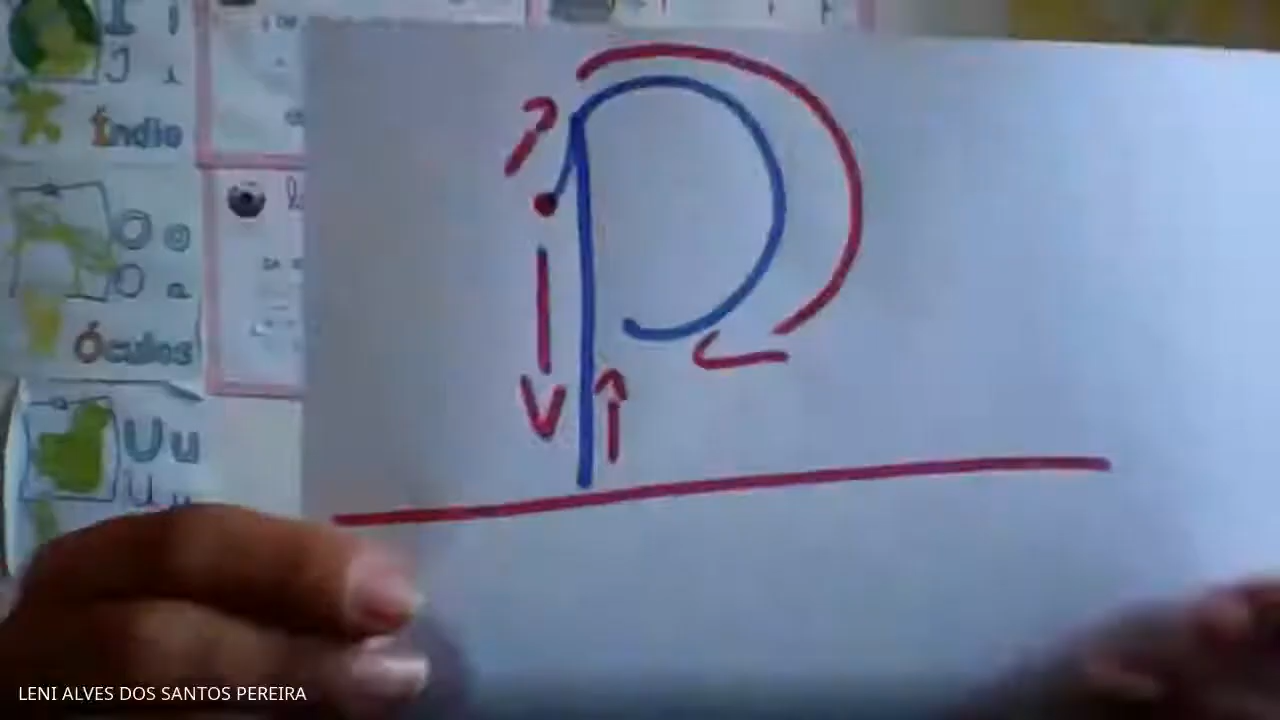 P
I i
J i
Índio
O o
O o
Óculos
U u
U u
LENI ALVES DOS SANTOS PEREIRA